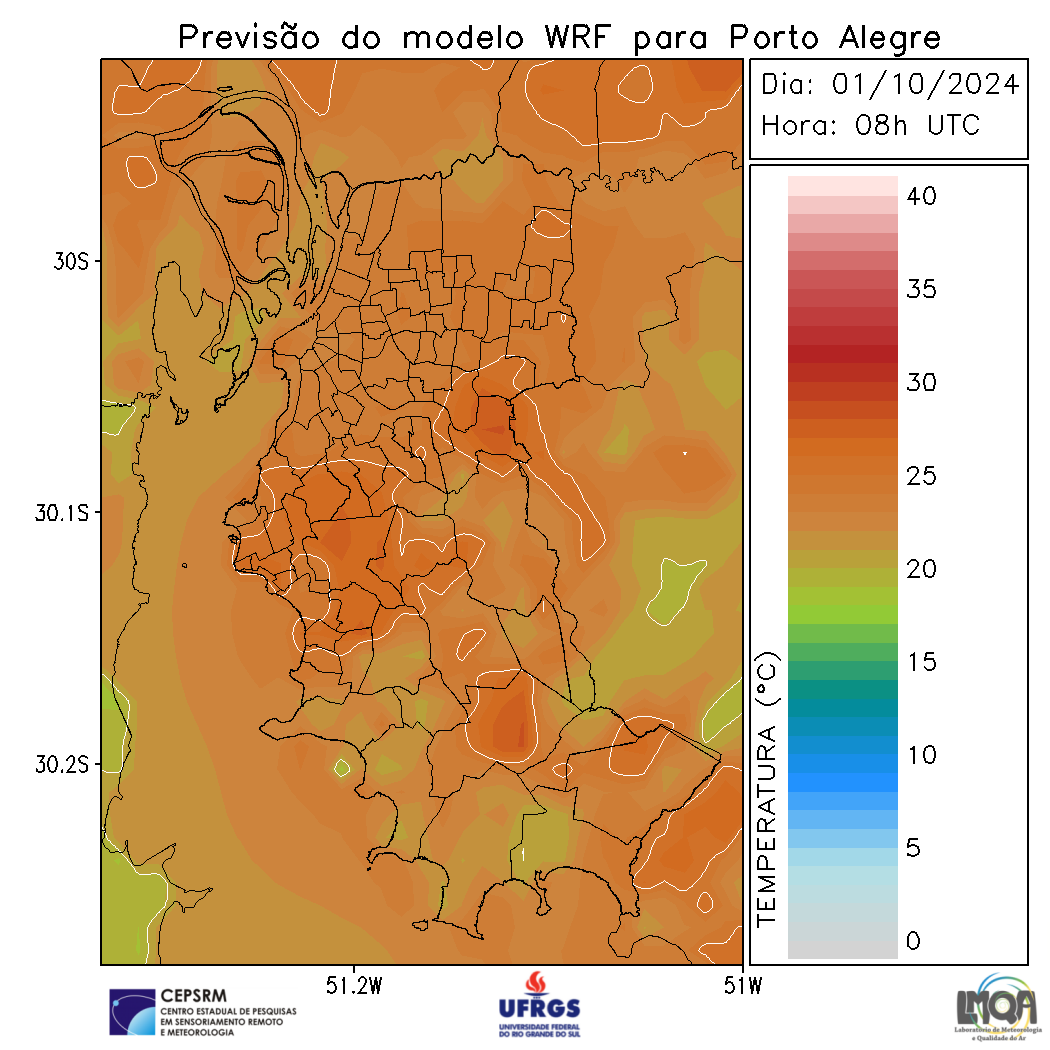 Previsão do modelo WRF para Porto Alegre
Dia: 01/10/2024
Hora: 08h UTC
40
35
30
25
20
15
10
5
0
TEMPERATURA (°C)
30S
30.1S
30.2S
51.2W
51W
CEPSRM
CENTRO ESTADUAL DE PESQUISAS
EM SENSORIAMENTO REMOTO
E METEOROLOGIA
UFRGS
UNIVERSIDADE FEDERAL
DO RIO GRANDE DO SUL
LMQA
Laboratório de Meteorologia
e Qualidade do Ar